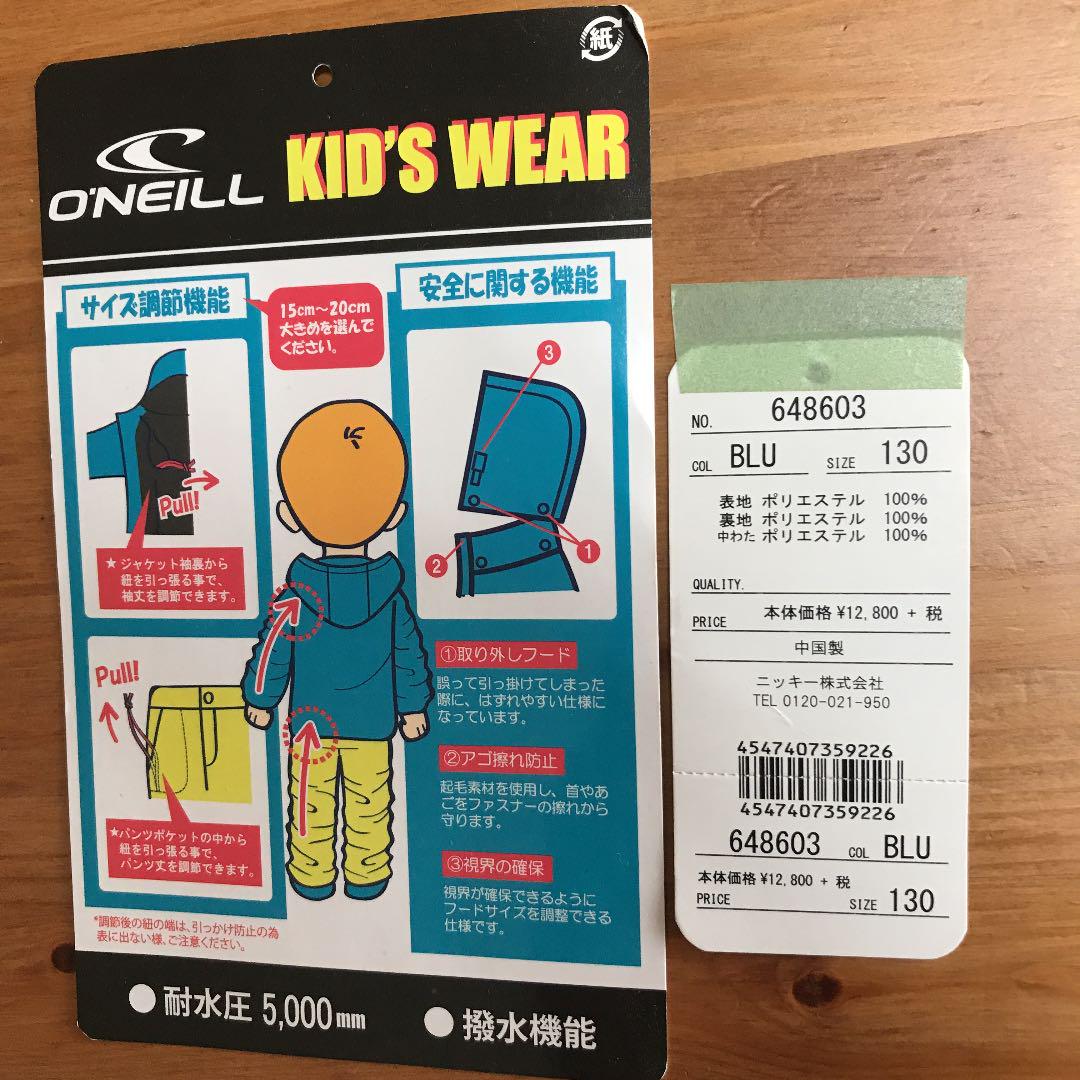 紙
O'NEILL
KID'S WEAR
サイズ調節機能
15cm〜20cm
大きめを選んで
ください。
安全に関する機能
Pull!
★ジャケット袖裏から
紐を引っ張る事で、
袖丈を調節できます。
Pull!
★パンツポケットの中から
紐を引っ張る事で、
パンツ丈を調節できます。
*調節後の紐の端は、引っかけ防止の為
表に出ない様、ご注意ください。
3
1
2
①取り外しフード
誤って引っ掛けてしまった
際に、はずれやすい仕様に
なっています。
②アゴ擦れ防止
起毛素材を使用し、首やあ
ごをファスナーの擦れから
守ります。
③視界の確保
視界が確保できるように
フードサイズを調整できる
仕様です。
●耐水圧 5,000mm
●撥水機能
NO. 648603
COL BLU SIZE 130
表地 ポリエステル 100%
裏地 ポリエステル 100%
中わた ポリエステル 100%
QUALITY.
PRICE 本体価格 ¥12,800 + 税
中国製
ニッキー株式会社
TEL 0120-021-950
4547407359226
4547407359226
648603 COL BLU
本体価格 ¥12,800 + 税
PRICE SIZE 130